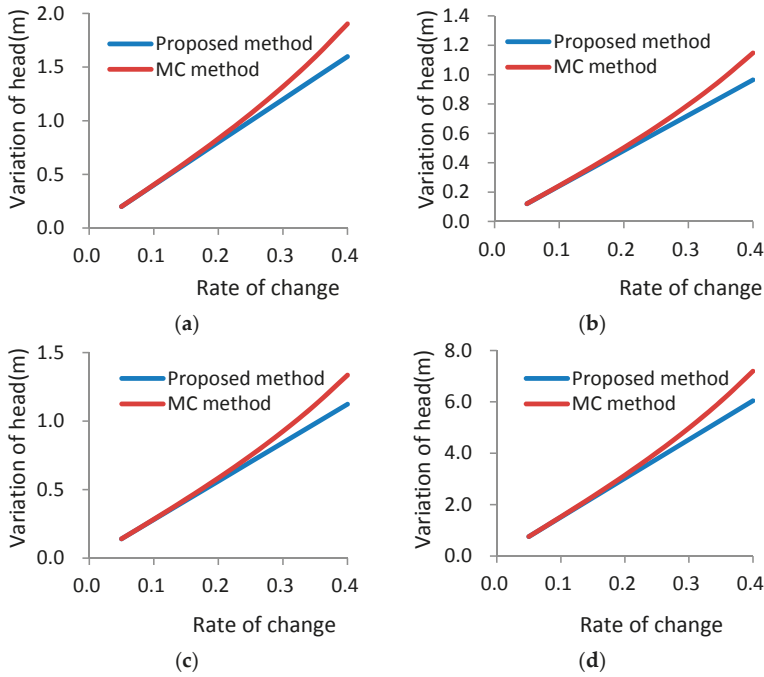 2.0
1.5
1.0
0.5
0.0
Variation of head(m)
Proposed method
MC method
0.0 0.1 0.2 0.3 0.4
Rate of change
(a)
1.4
1.2
1.0
0.8
0.6
0.4
0.2
0.0
Variation of head(m)
Proposed method
MC method
0.0 0.1 0.2 0.3 0.4
Rate of change
(b)
1.5
1.0
0.5
0.0
Variation of head(m)
Proposed method
MC method
0.0 0.1 0.2 0.3 0.4
Rate of change
(c)
8.0
6.0
4.0
2.0
0.0
Variation of head(m)
Proposed method
MC method
0.0 0.1 0.2 0.3 0.4
Rate of change
(d)